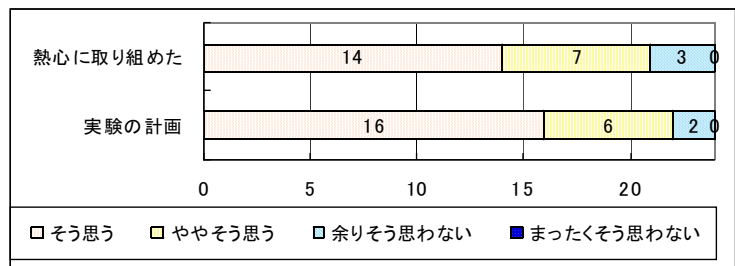 熱心に取り組めた 14 7 3 0
実験の計画 16 6 2 0
0 5 10 15 20
そう思う ややそう思う 余りそう思わない まったくそう思わない